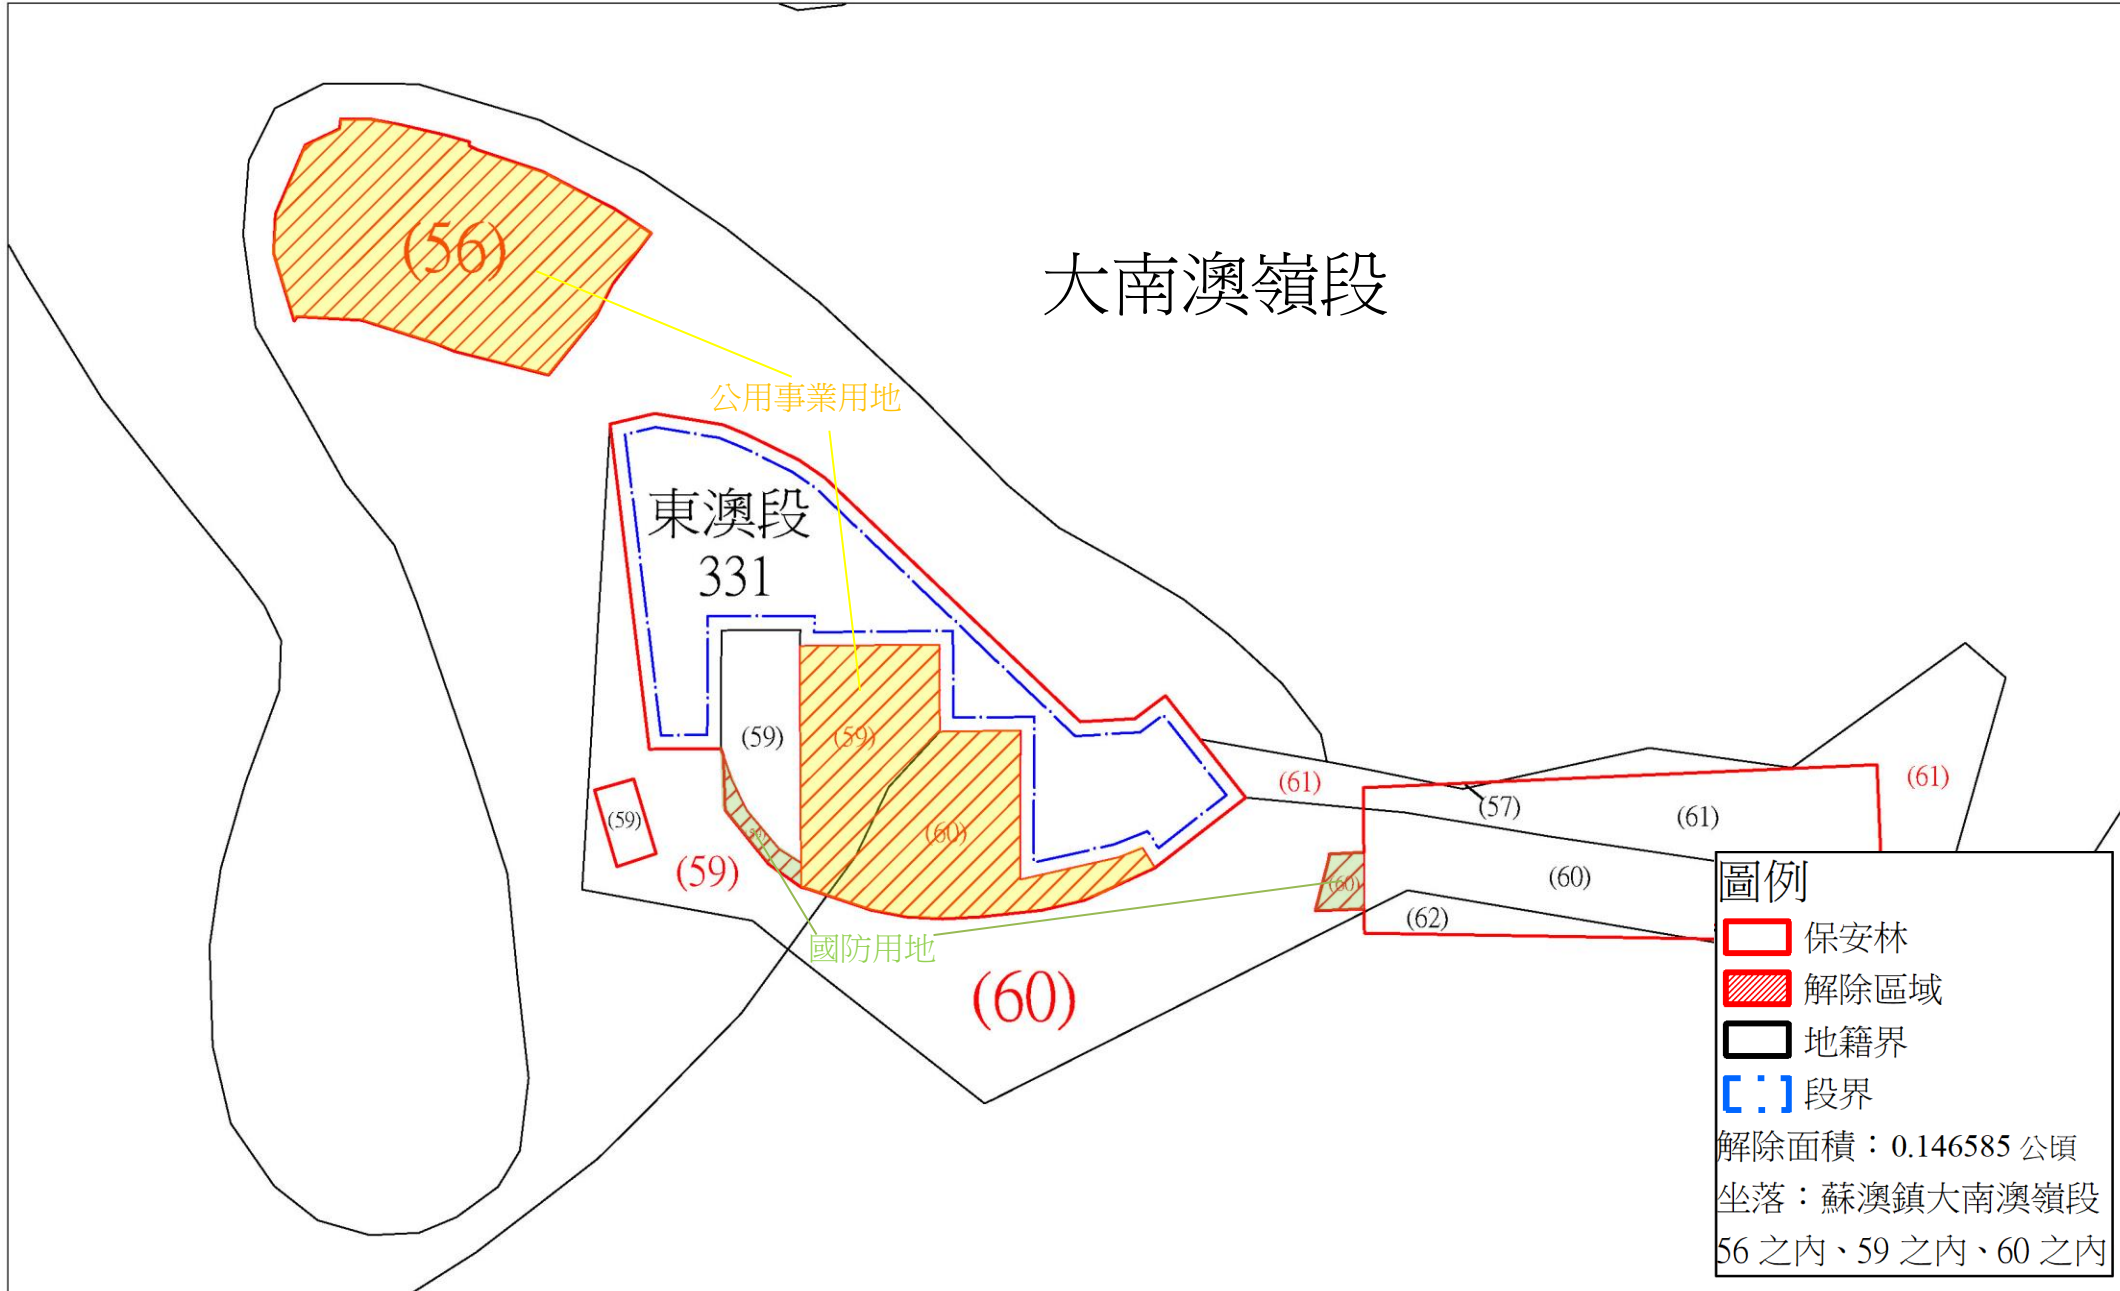 (56)
大南澳嶺段
公用事業用地
東澳段
331
(59)
(59)
(61)
(61)
(57)
(61)
(59)
(60)
(59)
(60)
(60)
(62)
國防用地
(60)
圖例
保安林
解除區域
地籍界
段界
解除面積：0.146585 公頃
坐落：蘇澳鎮大南澳嶺段
56 之內、59 之內、60 之內